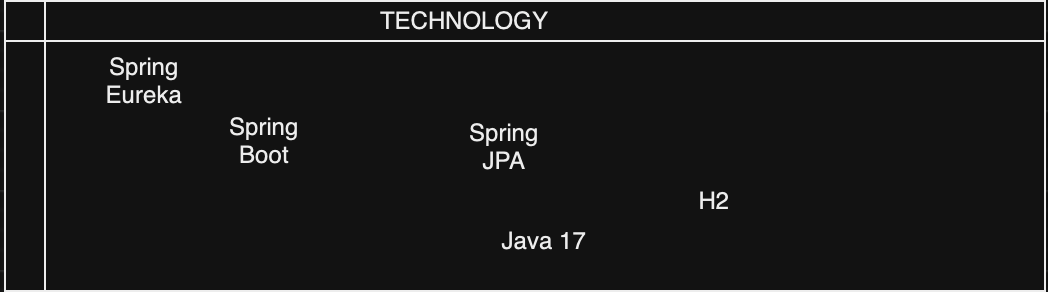 TECHNOLOGY
Spring
Eureka
Spring
Boot
Spring
JPA
H2
Java 17